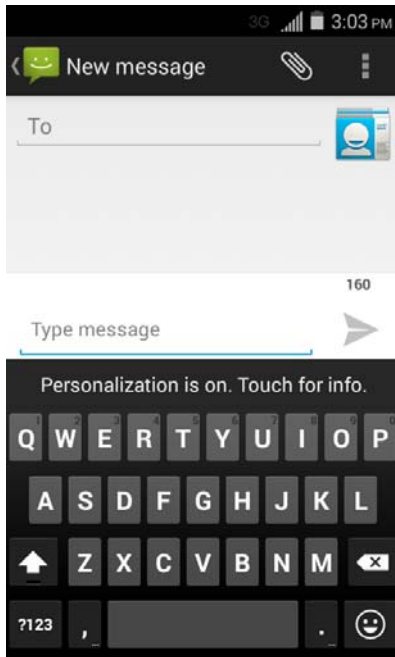 3G 3:03 PM
New message
To
160
Type message
Personalization is on. Touch for info.
Q W E R T Y U I O P
A S D F G H J K L
Z X C V B N M
?123 , .